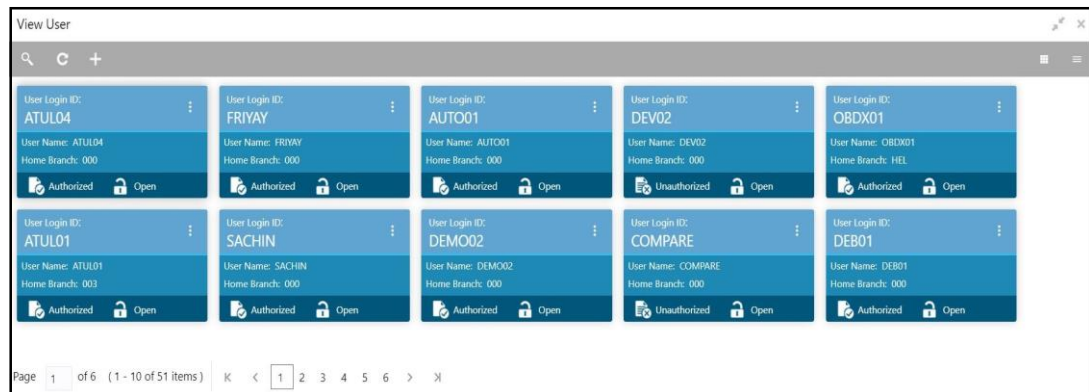 View User
User Login ID:
ATUL04
User Name: ATUL04
Home Branch: 000
Authorized Open
User Login ID:
FRIYAY
User Name: FRIYAY
Home Branch: 000
Authorized Open
User Login ID:
AUTO01
User Name: AUTO01
Home Branch: 000
Authorized Open
User Login ID:
DEV02
User Name: DEV02
Home Branch: 000
Unauthorized Open
User Login ID:
OBDX01
User Name: OBDX01
Home Branch: HEL
Authorized Open
User Login ID:
ATUL01
User Name: ATUL01
Home Branch: 003
Authorized Open
User Login ID:
SACHIN
User Name: SACHIN
Home Branch: 000
Authorized Open
User Login ID:
DEMO02
User Name: DEMO02
Home Branch: 000
Authorized Open
User Login ID:
COMPARE
User Name: COMPARE
Home Branch: 000
Unauthorized Open
User Login ID:
DEB01
User Name: DEB01
Home Branch: 000
Authorized Open
Page 1 of 6 ( 1 - 10 of 51 items ) 1 2 3 4 5 6